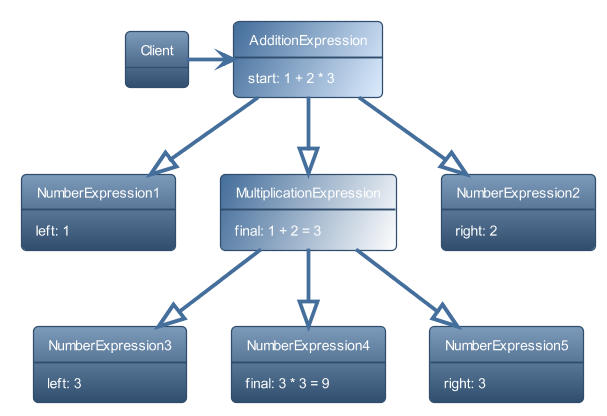 Client
AdditionExpression
start: 1 + 2 * 3
NumberExpression1
left: 1
MultiplicationExpression
final: 1 + 2 = 3
NumberExpression2
right: 2
NumberExpression3
left: 3
NumberExpression4
final: 3 * 3 = 9
NumberExpression5
right: 3